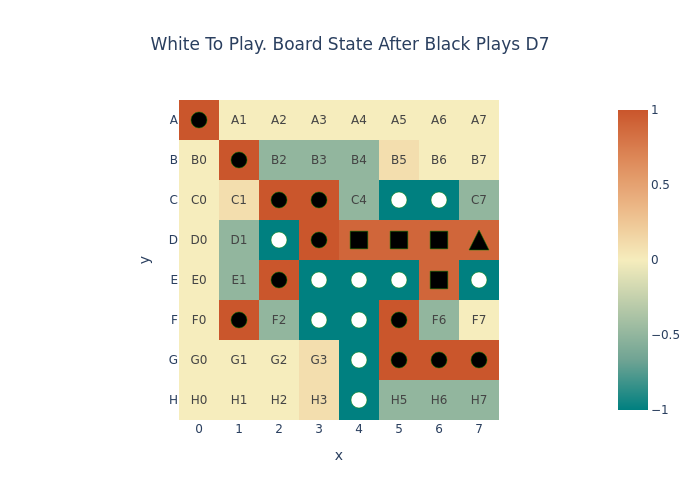 White To Play. Board State After Black Plays D7
A A1 A2 A3 A4 A5 A6 A7
B B0 B2 B3 B4 B5 B6 B7
C C0 C1 C4 C7
D D0 D1
E E0 E1
F F0 F2 F6 F7
G G0 G1 G2 G3
H H0 H1 H2 H3 H5 H6 H7
0 1 2 3 4 5 6 7
x
y
1
0.5
0
−0.5
−1